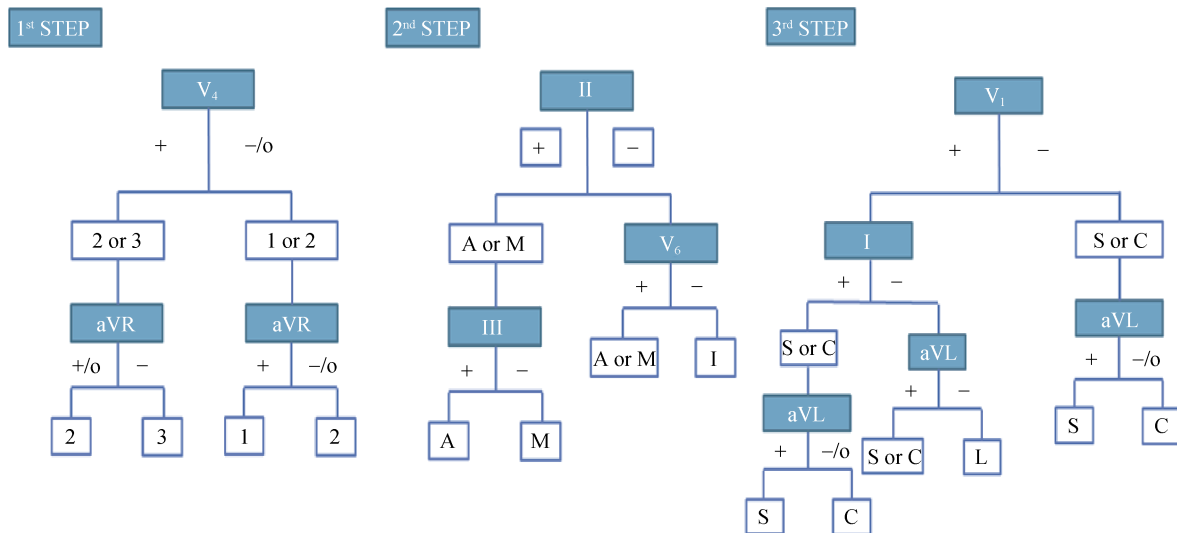 1st STEP
V4
+ −/o
2 or 3 1 or 2
aVR aVR
+/o − + −/o
2 3 1 2
2nd STEP
II
+ −
A or M V6
+ −
III A or M I
+ −
A M
3rd STEP
V1
+ −
I S or C
+ −
S or C aVL aVL
+ − + −/o
aVL S or C L S C
+ −/o
S C